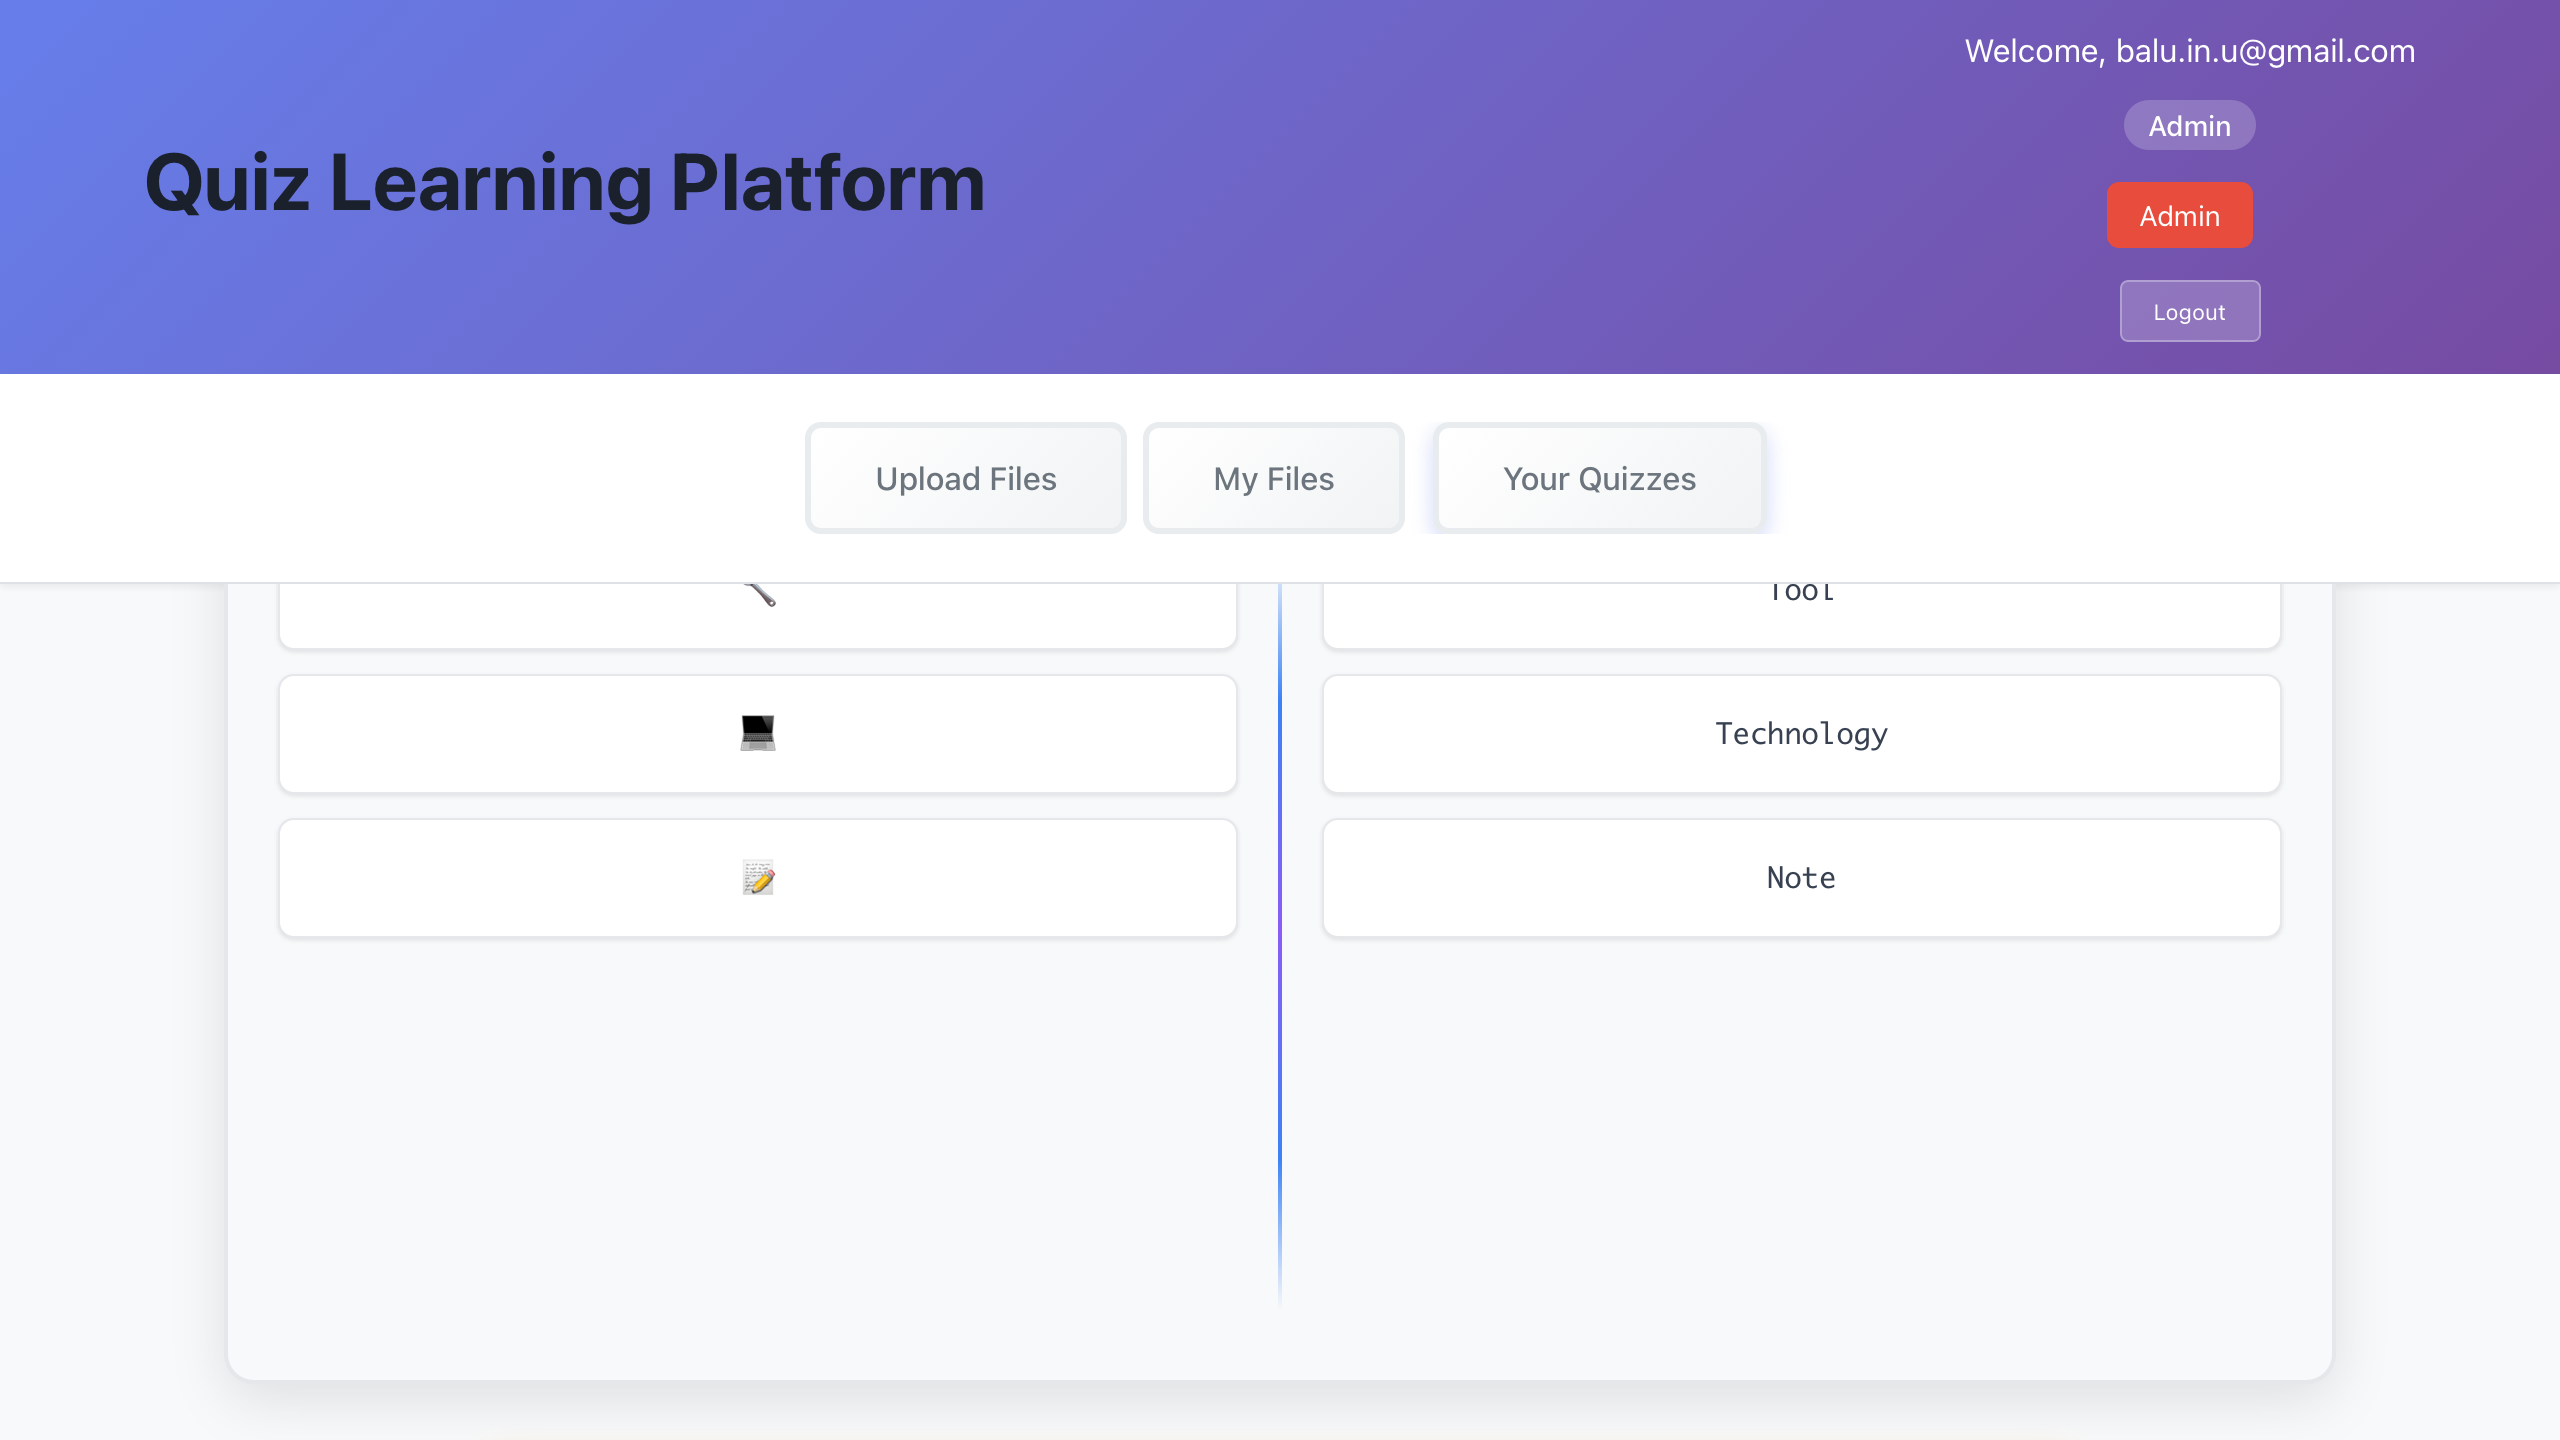 Welcome, balu.in.u@gmail.com
Admin
Quiz Learning Platform
Admin
Logout
Upload Files
My Files
Your Quizzes
Tool
Technology
Note